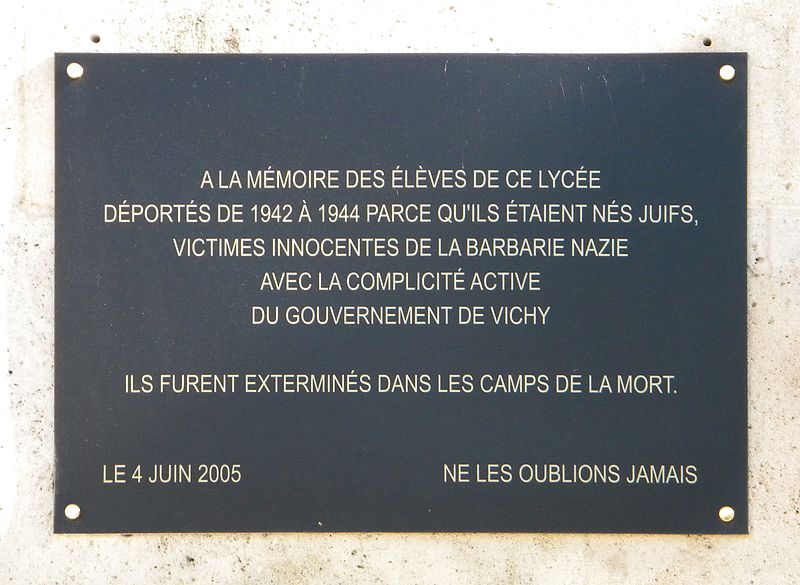 A LA MÉMOIRE DES ÉLÈVES DE CE LYCÉE
DÉPORTÉS DE 1942 À 1944 PARCE QU'ILS ÉTAIENT NÉS JUIFS,
VICTIMES INNOCENTES DE LA BARBARIE NAZIE
AVEC LA COMPLICITÉ ACTIVE
DU GOUVERNEMENT DE VICHY
ILS FURENT EXTERMINÉS DANS LES CAMPS DE LA MORT.
LE 4 JUIN 2005 NE LES OUBLIONS JAMAIS